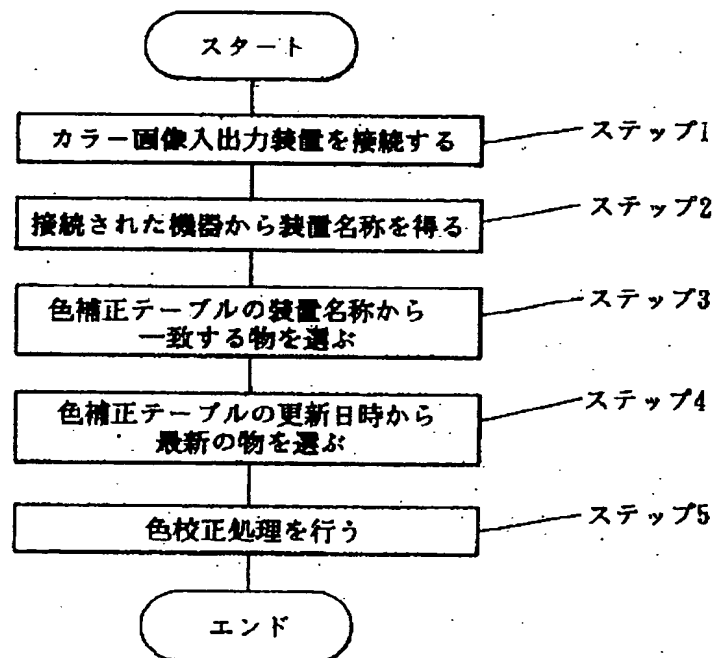 スタート
カラー画像入出力装置を接続する
ステップ1
接続された機器から装置名称を得る
ステップ2
色補正テーブルの装置名称から
一致する物を選ぶ
ステップ3
色補正テーブルの更新日時から
最新の物を選ぶ
ステップ4
色校正処理を行う
ステップ5
エンド